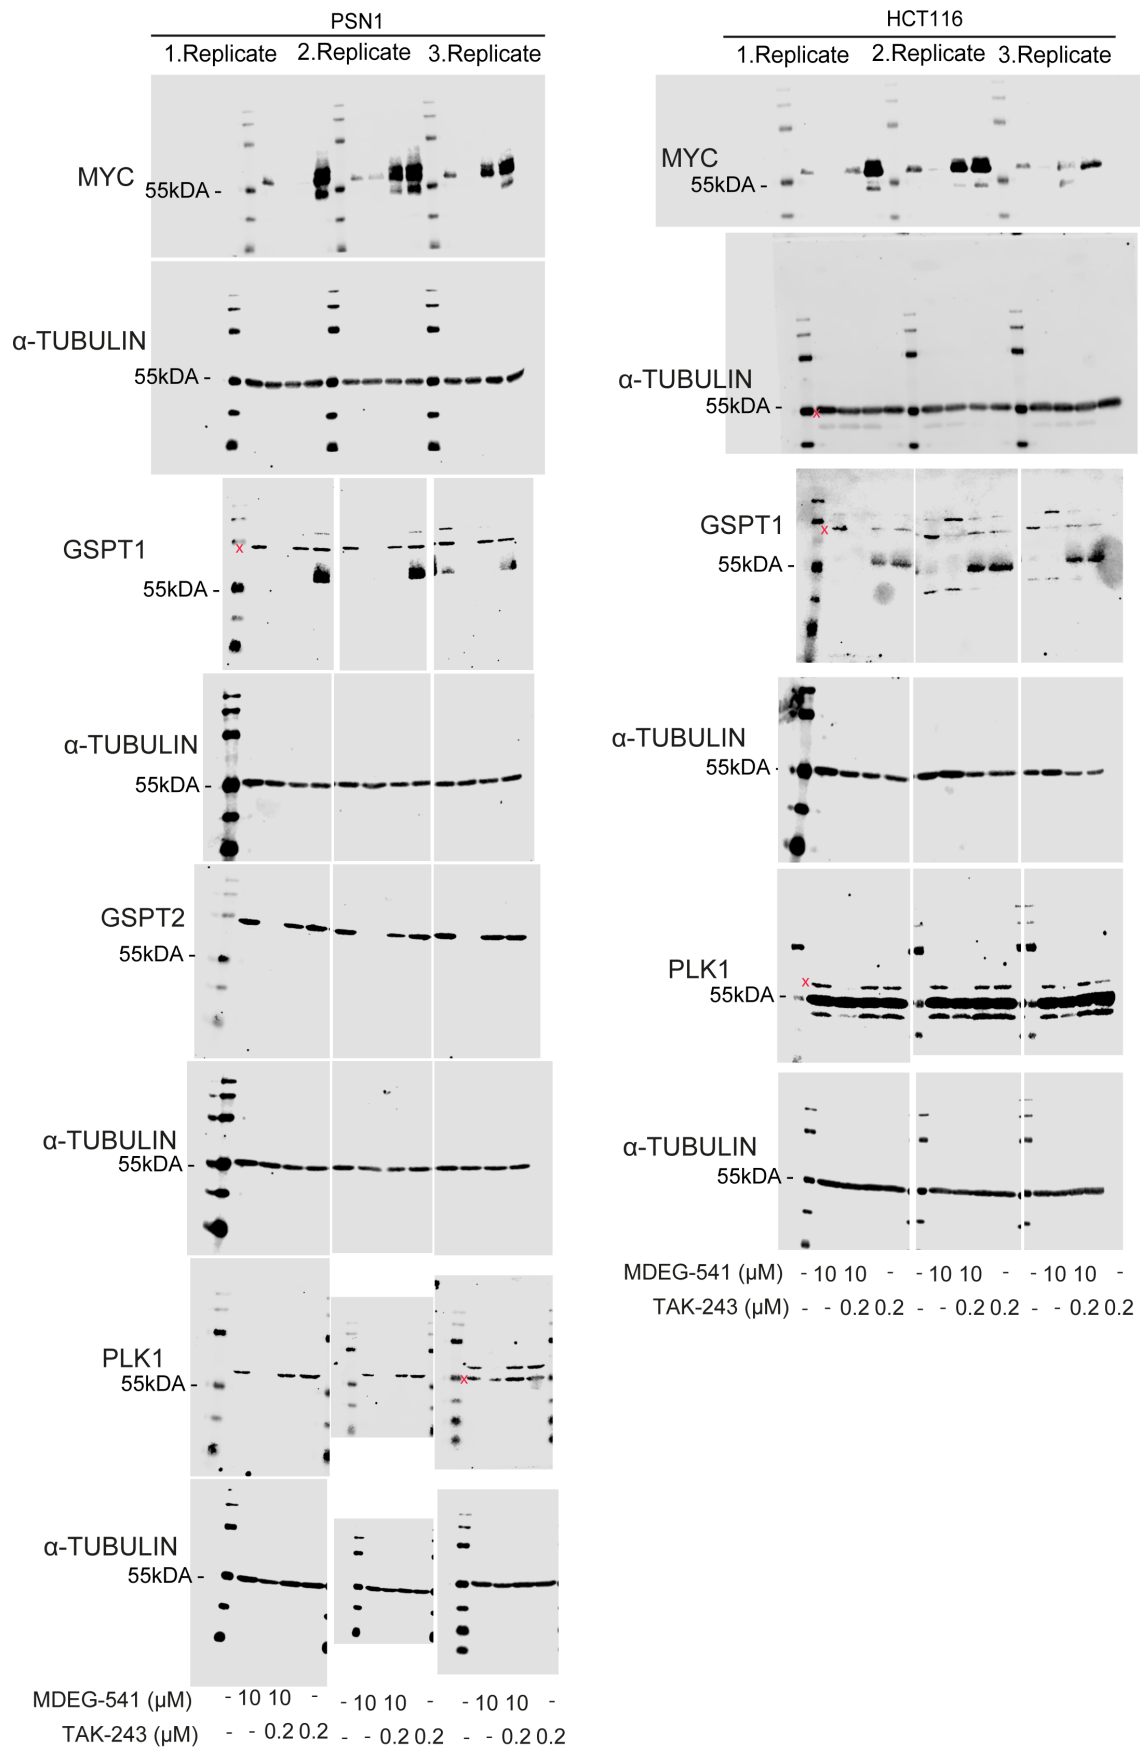 PSN1
1.Replicate 2.Replicate 3.Replicate
MYC
55kDA -
α-TUBULIN
55kDA -
GSPT1
x
55kDA -
α-TUBULIN
55kDA -
GSPT2
55kDA -
α-TUBULIN
55kDA -
PLK1
55kDA -
x
α-TUBULIN
55kDA -
MDEG-541 (µM) - 10 10 - - 10 10 - - 10 10 -
TAK-243 (µM) - - 0.2 0.2 - - 0.2 0.2 - - 0.2 0.2
HCT116
1.Replicate 2.Replicate 3.Replicate
MYC
55kDA -
α-TUBULIN
55kDA -
x
GSPT1
x
55kDA -
α-TUBULIN
55kDA -
PLK1
x
55kDA -
α-TUBULIN
55kDA -
MDEG-541 (µM) - 10 10 - - 10 10 - - 10 10 -
TAK-243 (µM) - - 0.2 0.2 - - 0.2 0.2 - - 0.2 0.2